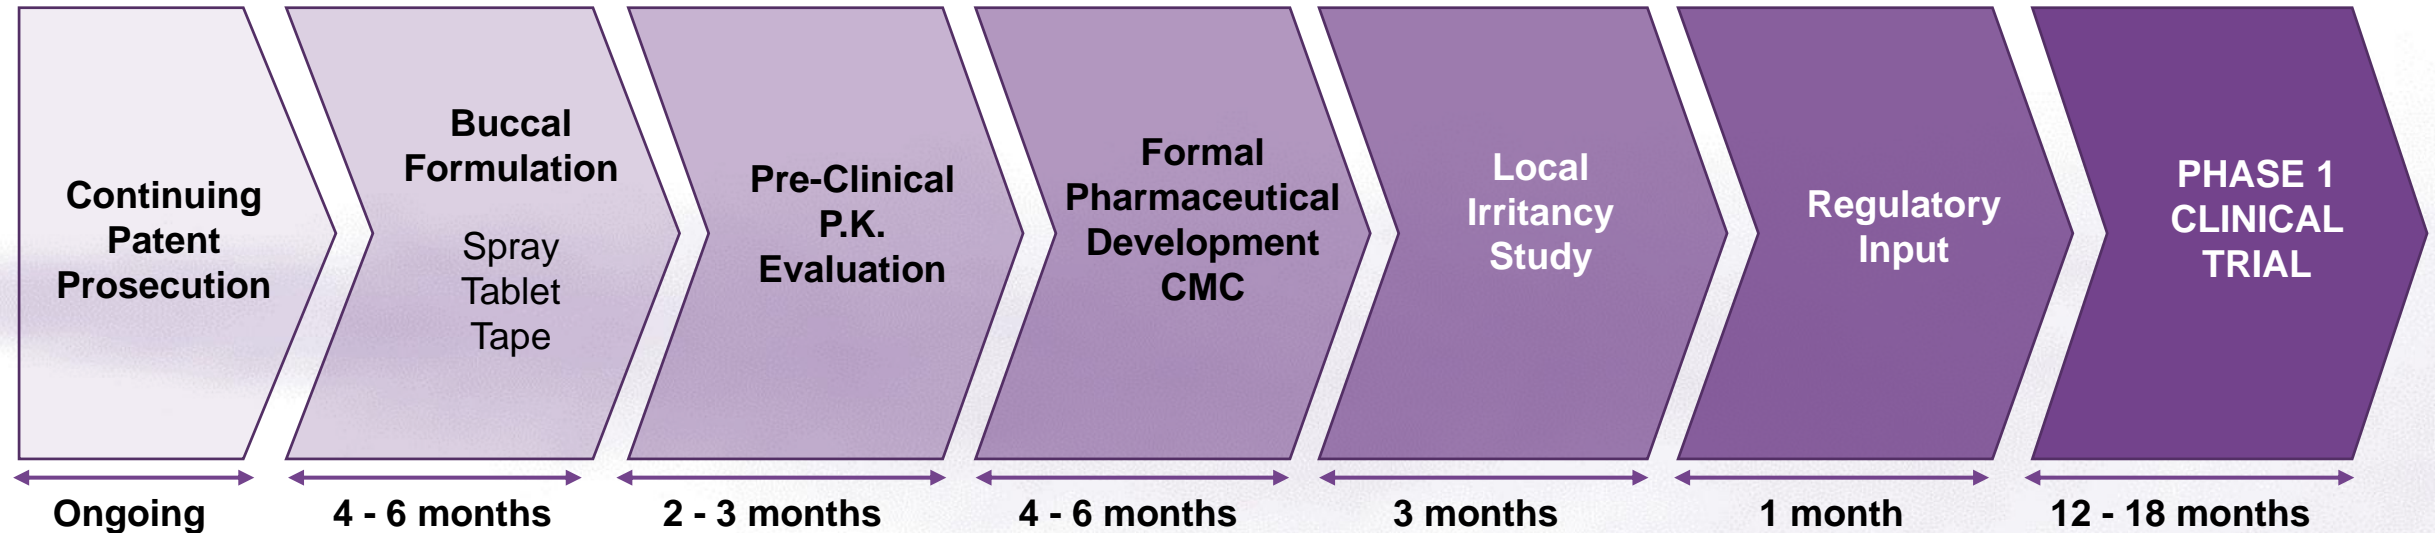 Continuing
Patent
Prosecution
Buccal
Formulation
Spray
Tablet
Tape
Pre-Clinical
P.K.
Evaluation
Formal
Pharmaceutical
Development
CMC
Local
Irritancy
Study
Regulatory
Input
PHASE 1
CLINICAL
TRIAL
Ongoing
4 - 6 months
2 - 3 months
4 - 6 months
3 months
1 month
12 - 18 months